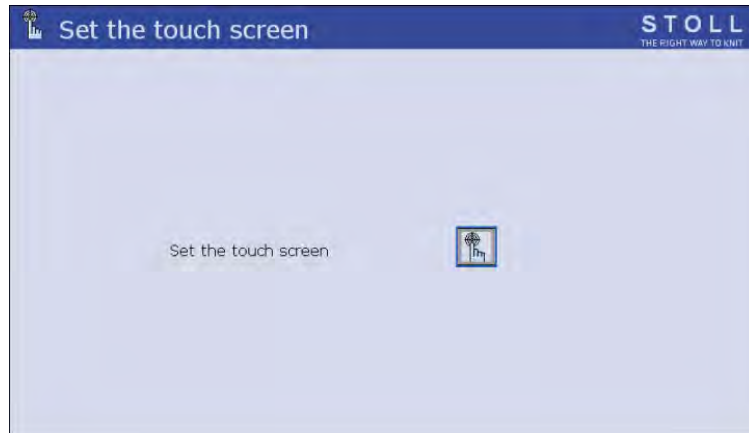 Set the touch screen
STOLL
THE RIGHT WAY TO KNIT
Set the touch screen